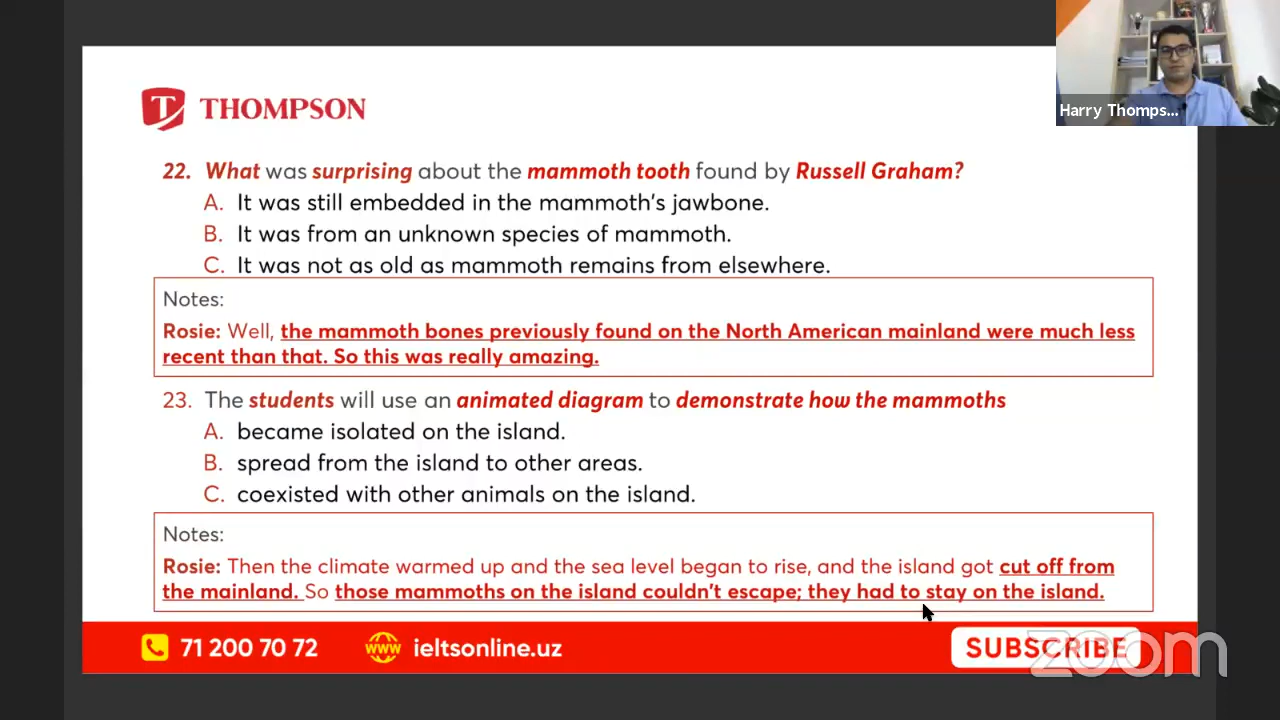 THOMPSON
Harry Thomps...
22. What was surprising about the mammoth tooth found by Russell Graham?
A. It was still embedded in the mammoth's jawbone.
B. It was from an unknown species of mammoth.
C. It was not as old as mammoth remains from elsewhere.
Notes:
Rosie: Well, the mammoth bones previously found on the North American mainland were much less
recent than that. So this was really amazing.
23. The students will use an animated diagram to demonstrate how the mammoths
A. became isolated on the island.
B. spread from the island to other areas.
C. coexisted with other animals on the island.
Notes:
Rosie: Then the climate warmed up and the sea level began to rise, and the island got cut off from
the mainland. So those mammoths on the island couldn't escape; they had to stay on the island.
71 200 70 72 WWW ieltsonline.uz SUBSCRIBE
zoom